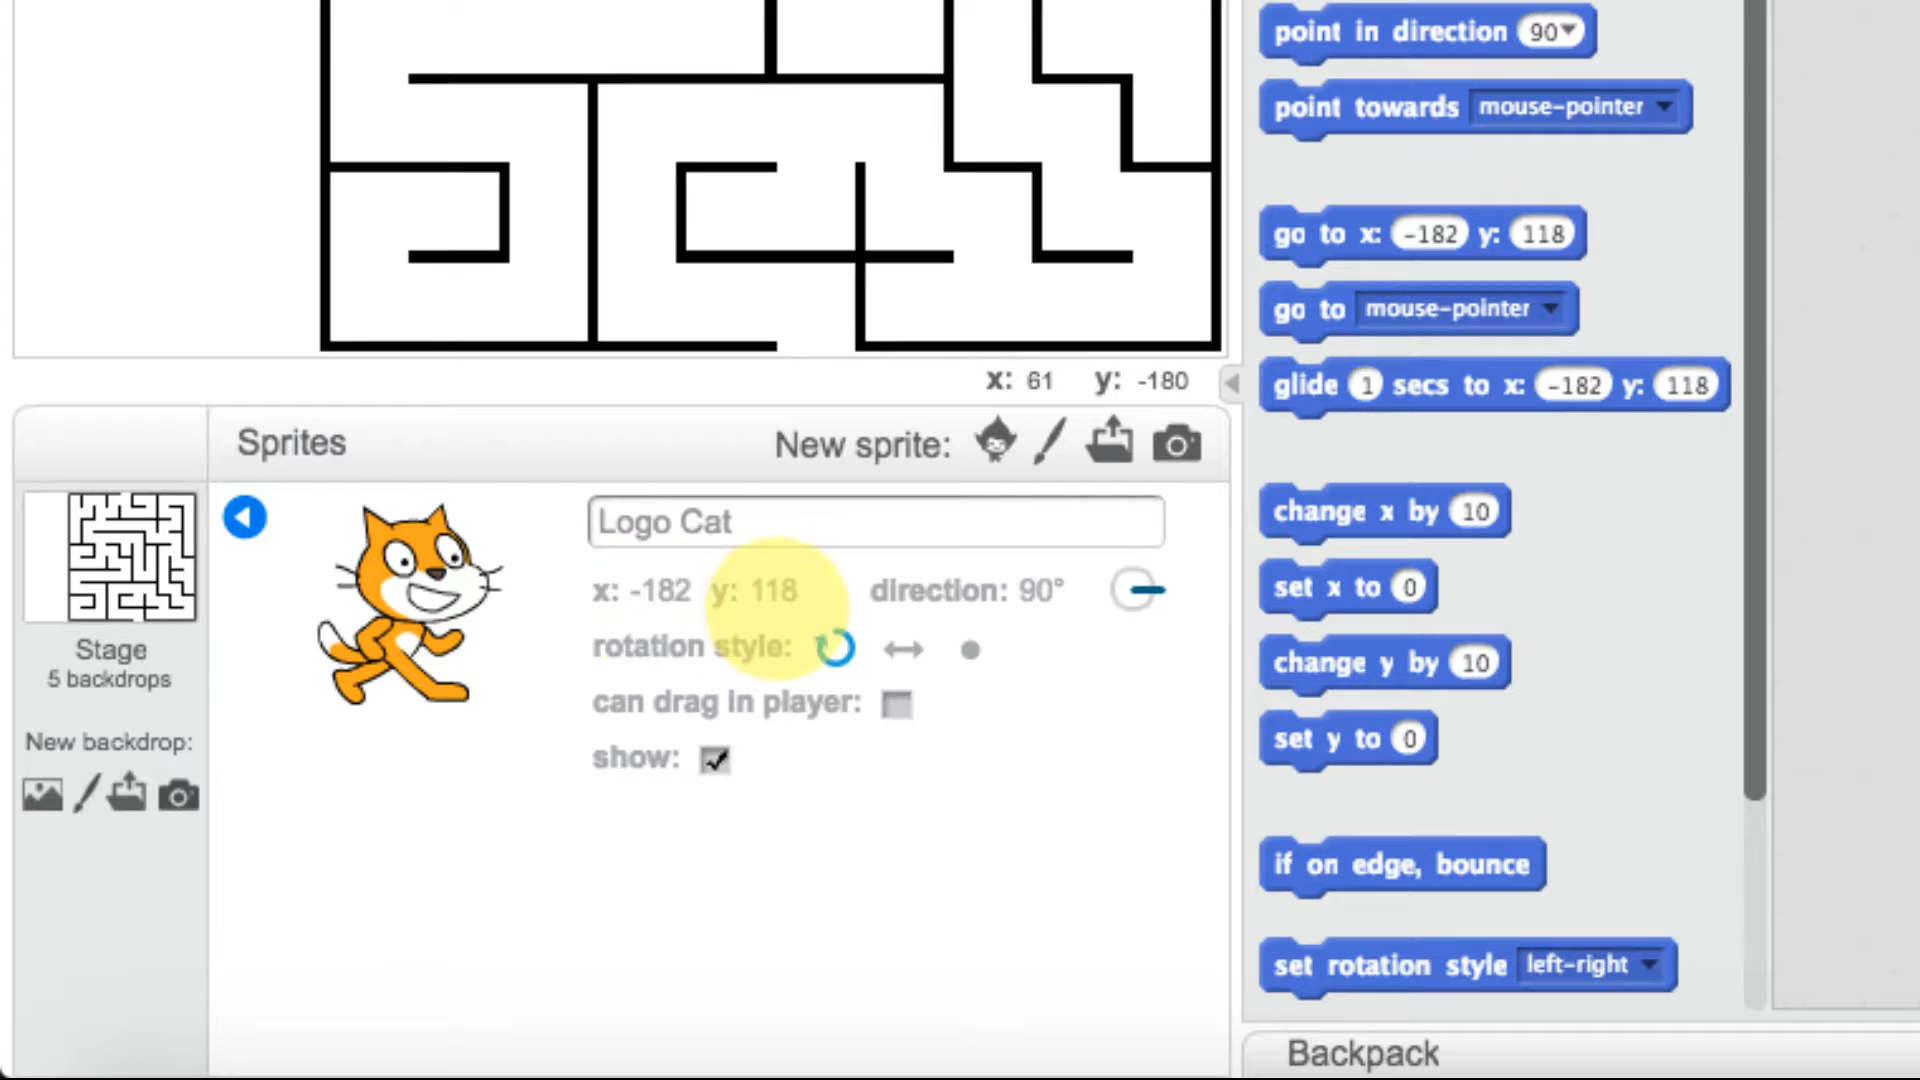 point in direction 90
point towards mouse-pointer
go to x: -182 y: 118
go to mouse-pointer
glide 1 secs to x: -182 y: 118
change x by 10
set x to 0
change y by 10
set y to 0
if on edge, bounce
set rotation style left-right
Backpack
x: 61 y: -180
Sprites New sprite:
Logo Cat
x: -182 y: 118 direction: 90°
rotation style:
can drag in player:
show:
Stage
5 backdrops
New backdrop: